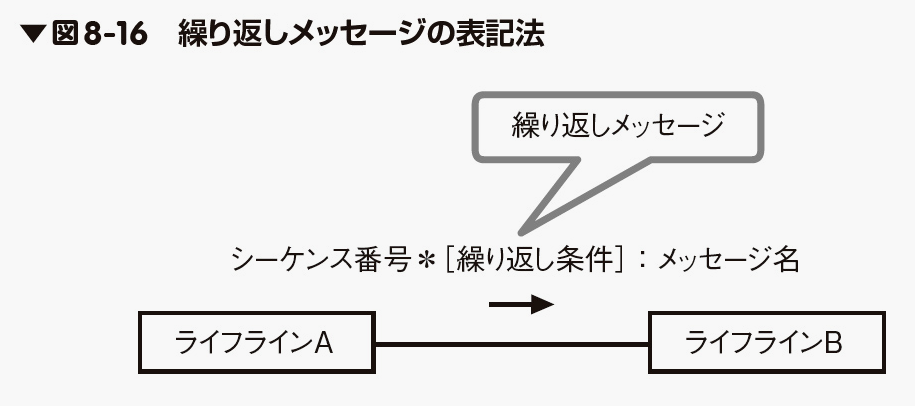 ▼図8-16 繰り返しメッセージの表記法
繰り返しメッセージ
シーケンス番号＊［繰り返し条件］：メッセージ名
ライフラインA
ライフラインB